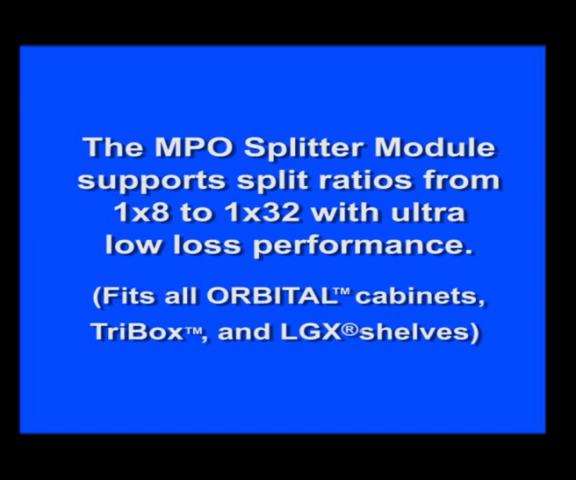 The MPO Splitter Module
supports split ratios from
1x8 to 1x32 with ultra
low loss performance.
(Fits all ORBITAL™ cabinets,
TriBox™, and LGX® shelves)